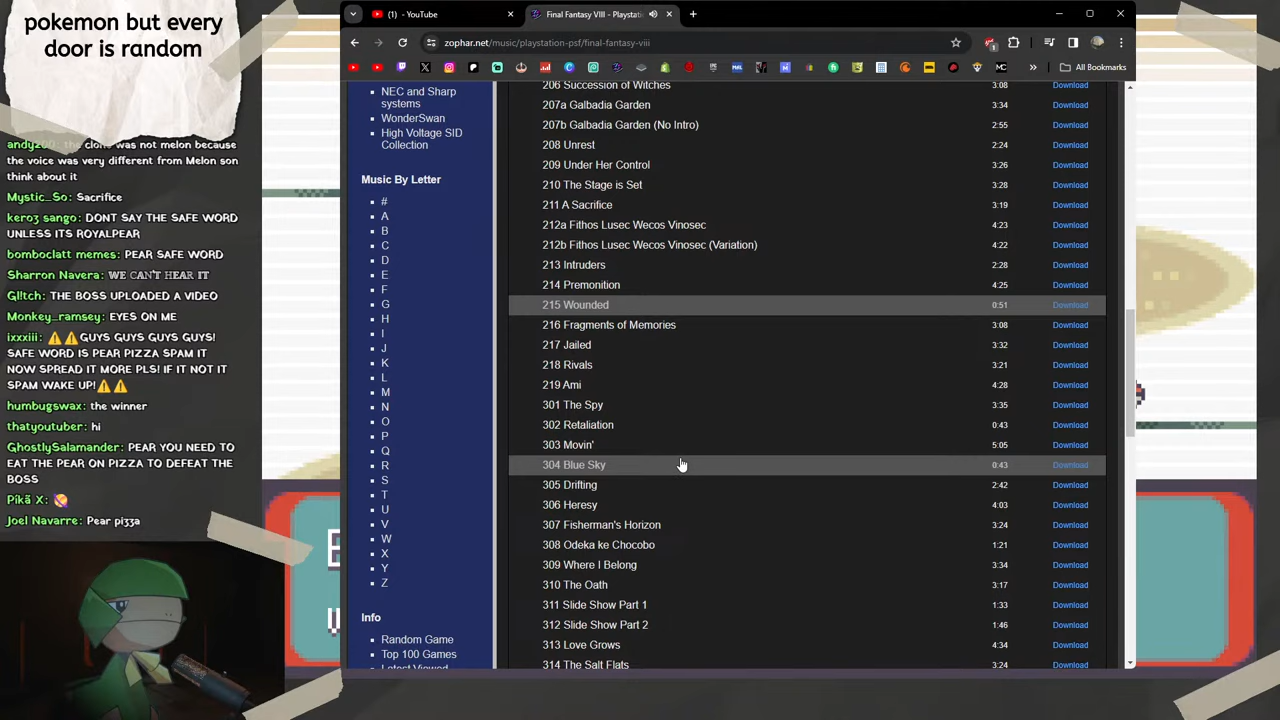 pokemon but every
door is random
andy200: the clone was not melon because
the voice was very different from Melon son
think about it
Mystic_So: Sacrifice
kero3 sango: DONT SAY THE SAFE WORD
UNLESS ITS ROYALPEAR
bomboclatt memes: PEAR SAFE WORD
Sharron Navera: WE CAN'T HEAR IT
Gl!tch: THE BOSS UPLOADED A VIDEO
Monkey_ramsey: EYES ON ME
ixxxiii: ⚠️⚠️GUYS GUYS GUYS GUYS!
SAFE WORD IS PEAR PIZZA SPAM IT
NOW SPREAD IT MORE PLS! IF IT NOT IT
SPAM WAKE UP!⚠️⚠️
humbugswax: the winner
thatyoutuber: hi
GhostlySalamander: PEAR YOU NEED TO
EAT THE PEAR ON PIZZA TO DEFEAT THE
BOSS
Pikã X:
Joel Navarre: Pear pizza
(1) - YouTube
Final Fantasy VIII - Playstati
zophar.net/music/playstation-psf/final-fantasy-viii
All Bookmarks
NEC and Sharp
systems
WonderSwan
High Voltage SID
Collection
Music By Letter
#
A
B
C
D
E
F
G
H
I
J
K
L
M
N
O
P
Q
R
S
T
U
V
W
X
Y
Z
Info
Random Game
Top 100 Games
Latest Viewed
206 Succession of Witches 3:08 Download
207a Galbadia Garden 3:34 Download
207b Galbadia Garden (No Intro) 2:55 Download
208 Unrest 2:24 Download
209 Under Her Control 3:26 Download
210 The Stage is Set 3:28 Download
211 A Sacrifice 3:19 Download
212a Fithos Lusec Wecos Vinosec 4:23 Download
212b Fithos Lusec Wecos Vinosec (Variation) 4:22 Download
213 Intruders 2:28 Download
214 Premonition 4:25 Download
215 Wounded 0:51 Download
216 Fragments of Memories 3:08 Download
217 Jailed 3:32 Download
218 Rivals 3:21 Download
219 Ami 4:28 Download
301 The Spy 3:35 Download
302 Retaliation 0:43 Download
303 Movin' 5:05 Download
304 Blue Sky 0:43 Download
305 Drifting 2:42 Download
306 Heresy 4:03 Download
307 Fisherman's Horizon 3:24 Download
308 Odeka ke Chocobo 1:21 Download
309 Where I Belong 3:34 Download
310 The Oath 3:17 Download
311 Slide Show Part 1 1:33 Download
312 Slide Show Part 2 1:46 Download
313 Love Grows 4:34 Download
314 The Salt Flats 3:24 Download